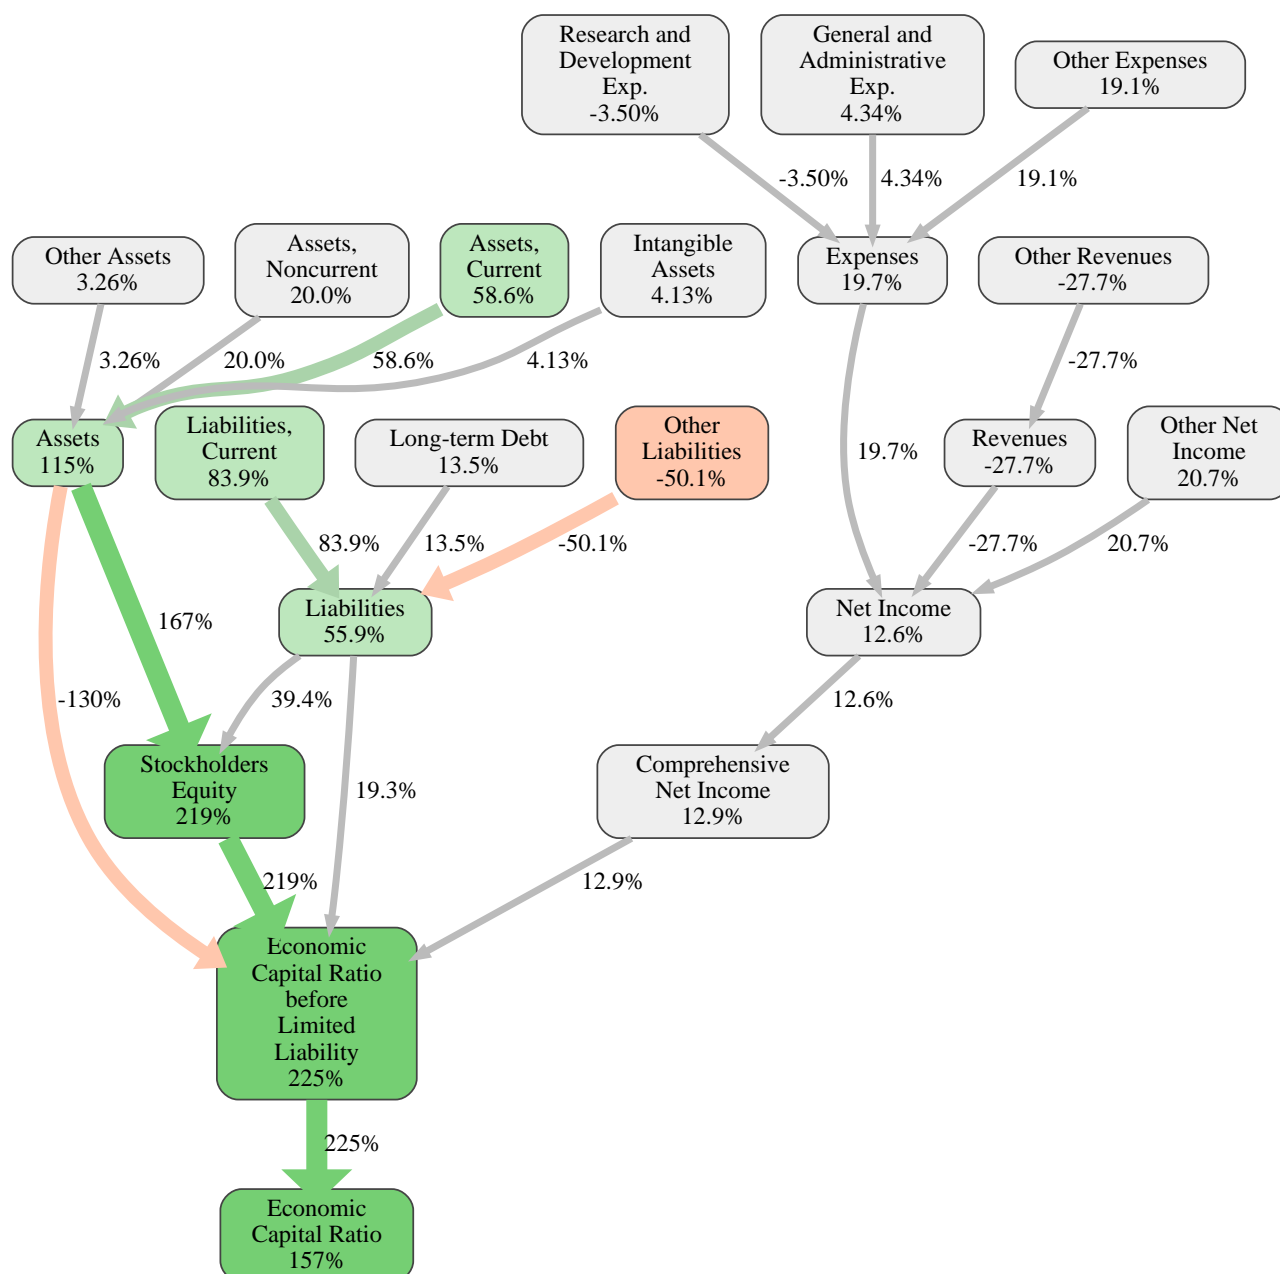 Research and
Development
Exp.
-3.50%
General and
Administrative
Exp.
4.34%
Other Expenses
19.1%
-3.50%
4.34%
19.1%
Other Assets
3.26%
Assets,
Noncurrent
20.0%
Assets,
Current
58.6%
Intangible
Assets
4.13%
Expenses
19.7%
Other Revenues
-27.7%
3.26%
20.0%
58.6%
4.13%
-27.7%
Assets
115%
Liabilities,
Current
83.9%
Long-term Debt
13.5%
Other
Liabilities
-50.1%
19.7%
Revenues
-27.7%
Other Net
Income
20.7%
83.9%
13.5%
-50.1%
-27.7%
20.7%
167%
Liabilities
55.9%
Net Income
12.6%
-130%
39.4%
12.6%
Stockholders
Equity
219%
19.3%
Comprehensive
Net Income
12.9%
219%
12.9%
Economic
Capital Ratio
before
Limited
Liability
225%
225%
Economic
Capital Ratio
157%